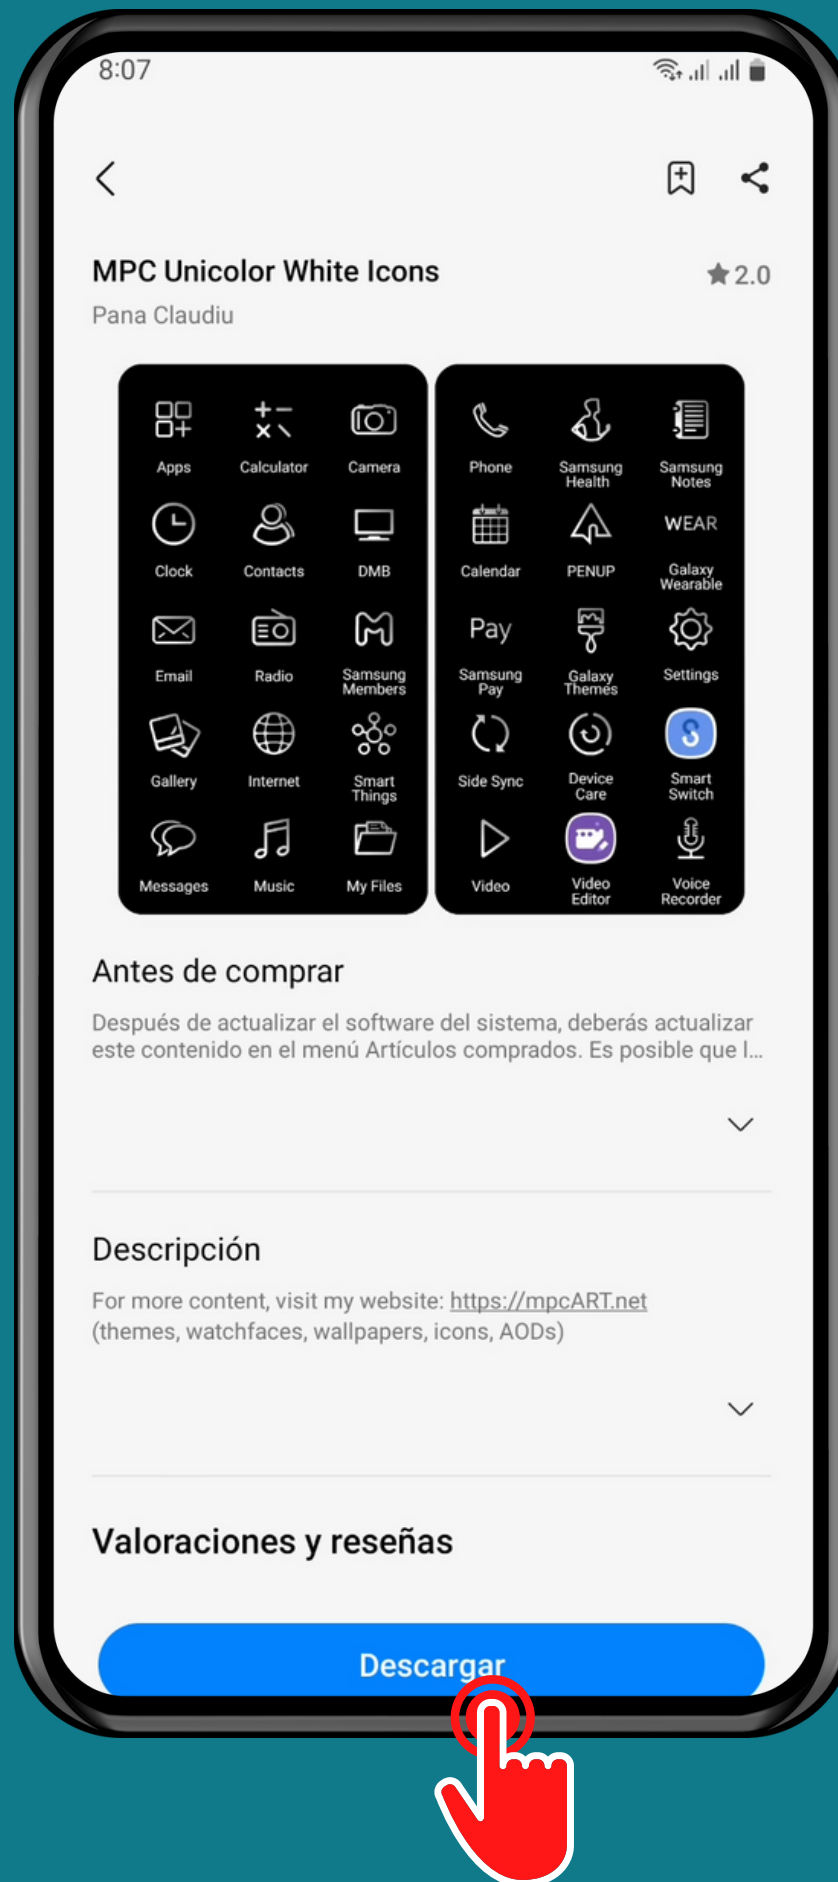 8:07
MPC Unicolor White Icons
2.0
Pana Claudiu
Apps
Calculator
Camera
Clock
Contacts
DMB
Email
Radio
Samsung
Members
Gallery
Internet
Smart
Things
Messages
Music
My Files
Phone
Samsung
Health
Samsung
Notes
WEAR
Calendar
PENUP
Galaxy
Wearable
Pay
Samsung
Pay
Galaxy
Themes
Settings
Side Sync
Device
Care
Smart
Switch
Video
Video
Editor
Voice
Recorder
Antes de comprar
Después de actualizar el software del sistema, deberás actualizar
este contenido en el menú Artículos comprados. Es posible que l...
Descripción
For more content, visit my website: https://mpcART.net
(themes, watchfaces, wallpapers, icons, AODs)
Valoraciones y reseñas
Descargar